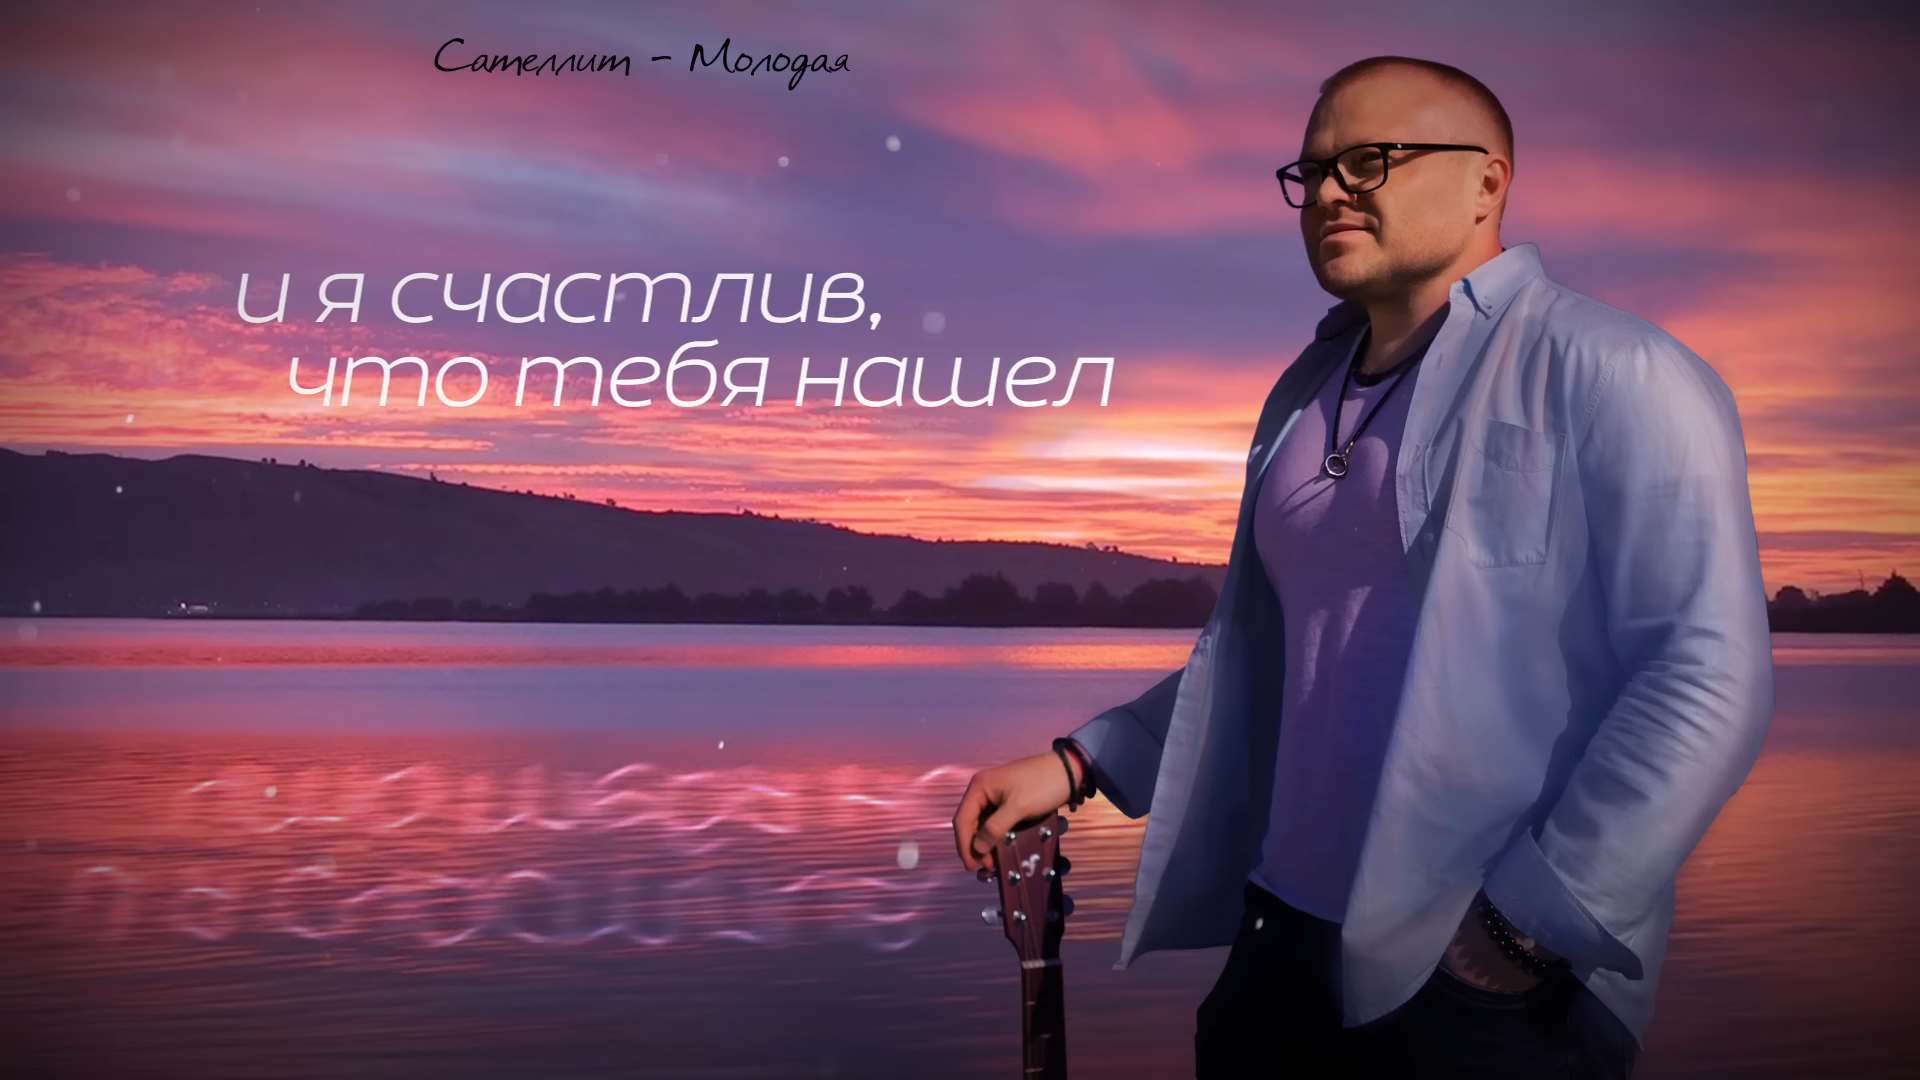 Сателлит - Молодая
и я счастлив,
что тебя нашел